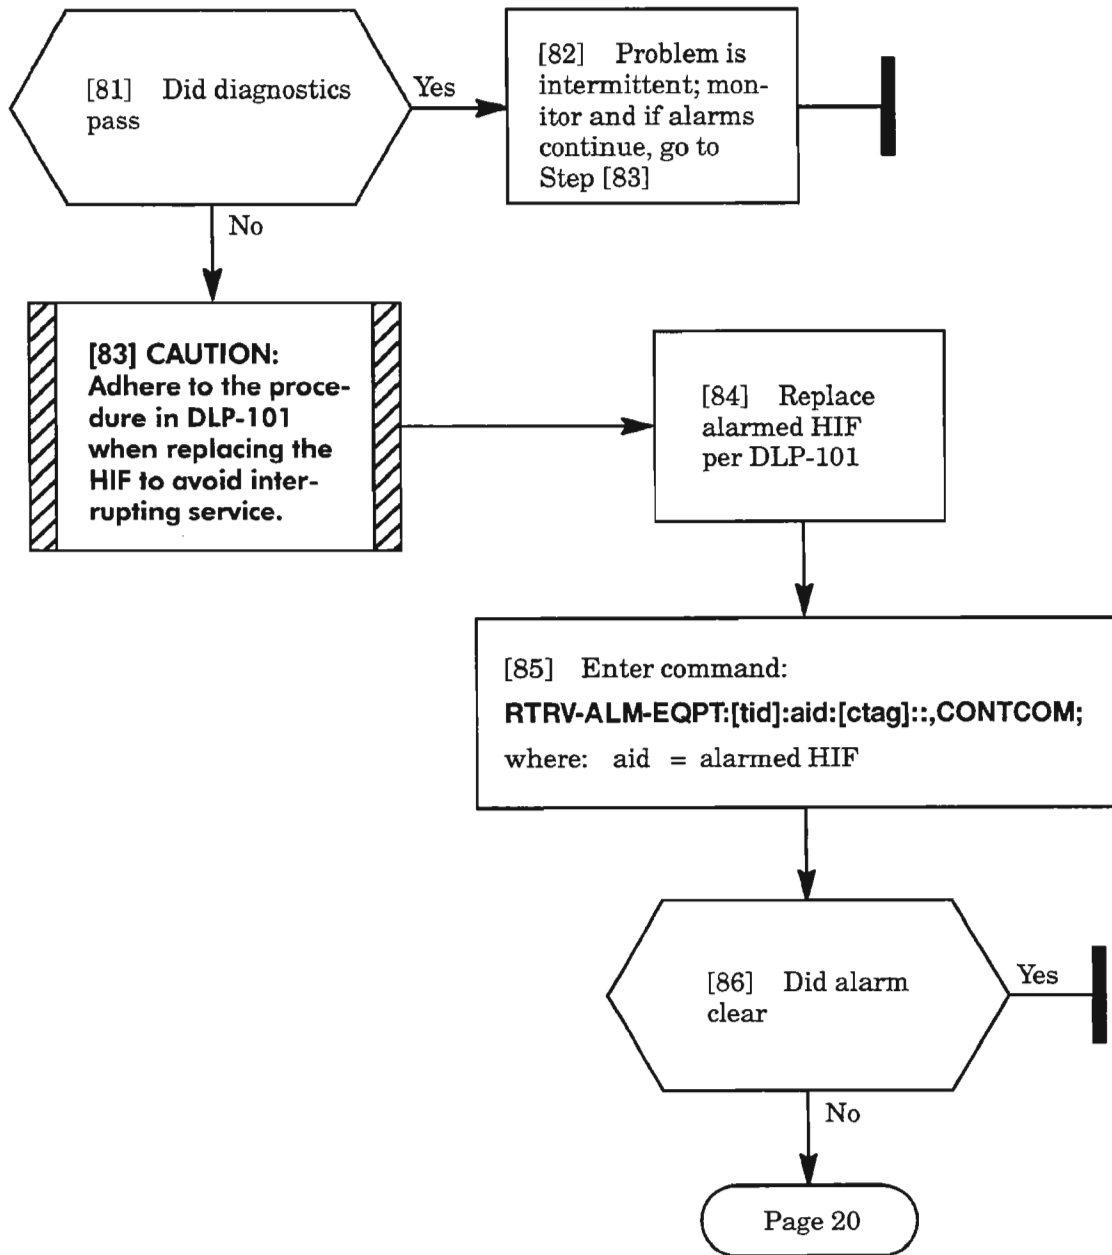 [81] Did diagnostics
pass
Yes
[82] Problem is
intermittent; mon-
itor and if alarms
continue, go to
Step [83]
No
[83] CAUTION:
Adhere to the proce-
dure in DLP-101
when replacing the
HIF to avoid inter-
rupting service.
[84] Replace
alarmed HIF
per DLP-101
[85] Enter command:
RTRV-ALM-EQPT:[tid]:aid:[ctag]::,CONTCOM;
where: aid = alarmed HIF
[86] Did alarm
clear
Yes
No
Page 20